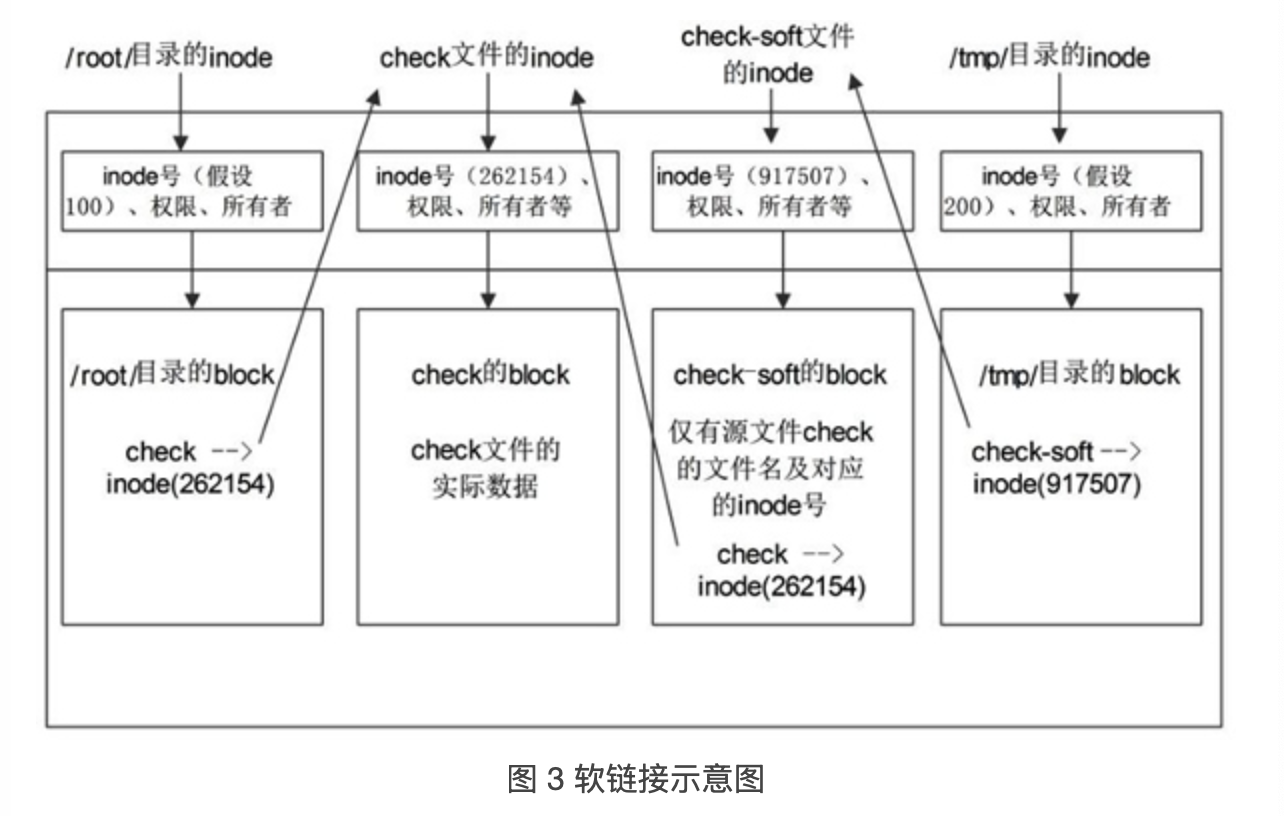 /root/目录的inode
check文件的inode
check-soft文件
的inode
/tmp/目录的inode
inode号（假设
100）、权限、所有者
inode号（262154）、
权限、所有者等
inode号（917507）、
权限、所有者等
inode号（假设
200）、权限、所有者
/root/目录的block
check -->
inode(262154)
check的block
check文件的
实际数据
check-soft的block
仅有源文件check
的文件名及对应
的inode号
check -->
inode(262154)
/tmp/目录的block
check-soft -->
inode(917507)
图 3 软链接示意图